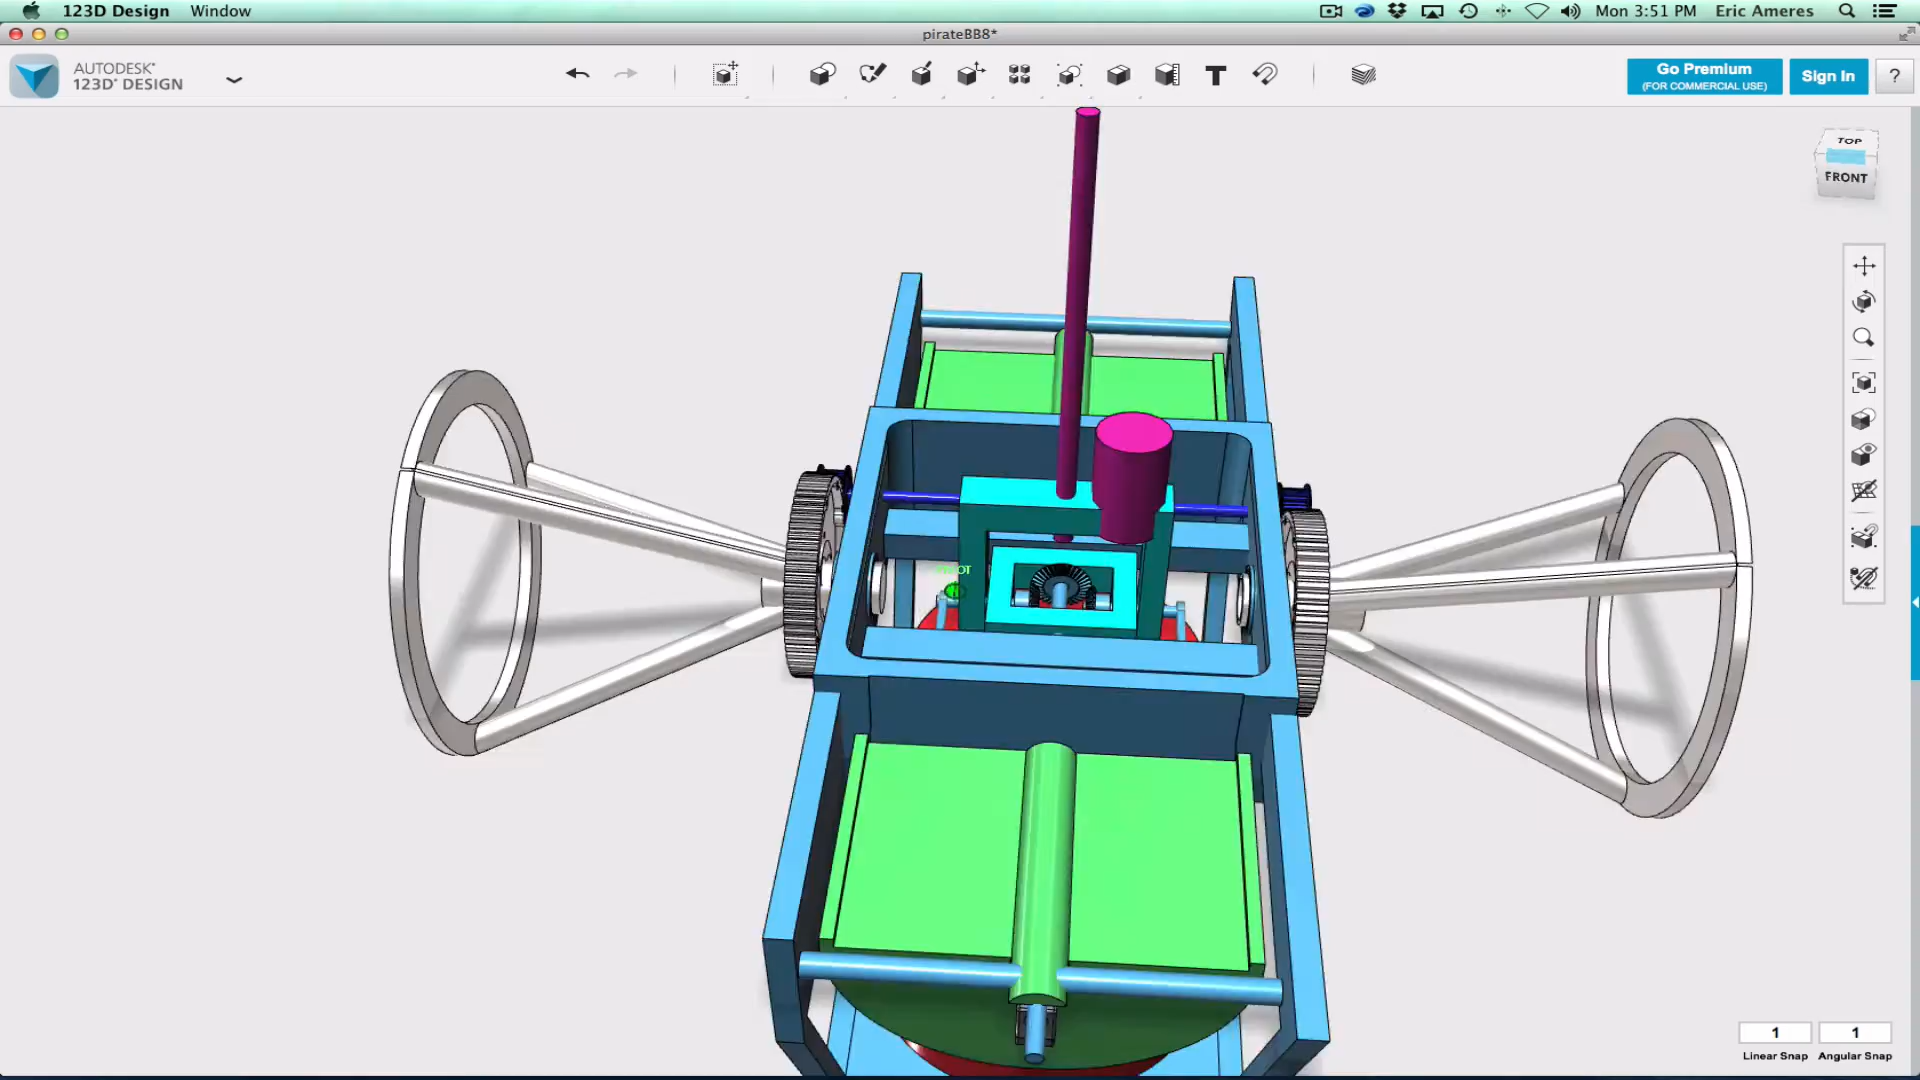 123D Design Window Mon 3:51 PM Eric Ameres
pirateBB8*
AUTODESK®
123D® DESIGN
T
Go Premium
(FOR COMMERCIAL USE)
Sign In
?
TOP
FRONT
1 1
Linear Snap Angular Snap